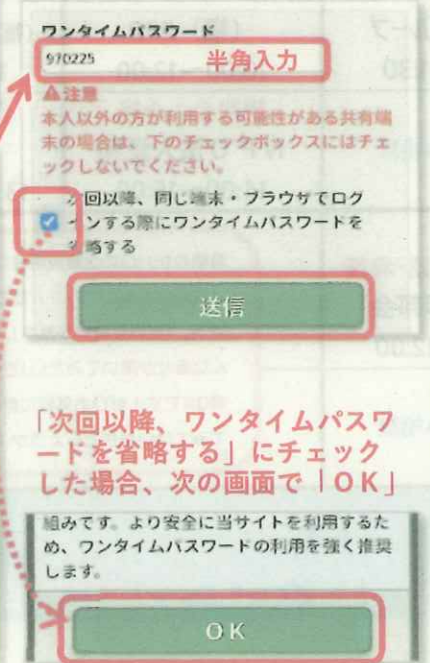 ワンタイムパスワード
970225 半角入力
注意
本人以外の方が利用する可能性がある共有端
末の場合は、下のチェックボックスにはチェ
ックしないでください。
次回以降、同じ端末・ブラウザでログ
インする際にワンタイムパスワードを
省略する
送信
「次回以降、ワンタイムパスワ
ードを省略する」にチェック
した場合、次の画面で「OK」
組みです。より安全に当サイトを利用するた
め、ワンタイムパスワードの利用を強く推奨
します。
OK